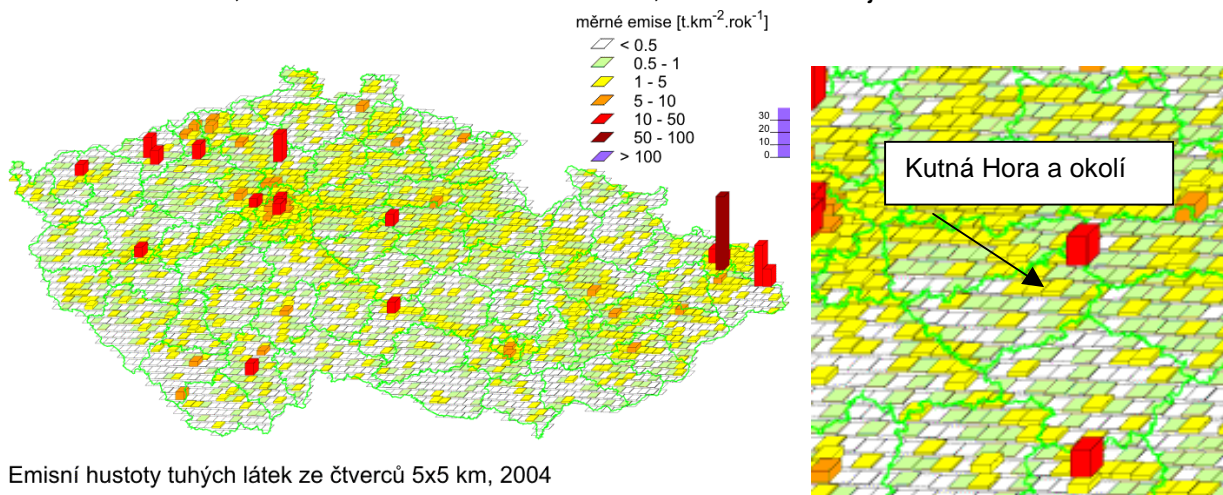 měrné emise [t.km-2.rok-1]
< 0.5
0.5 - 1
1 - 5
5 - 10
10 - 50
50 - 100
> 100
30
20
10
0
Kutná Hora a okolí
Emisní hustoty tuhých látek ze čtverců 5x5 km, 2004